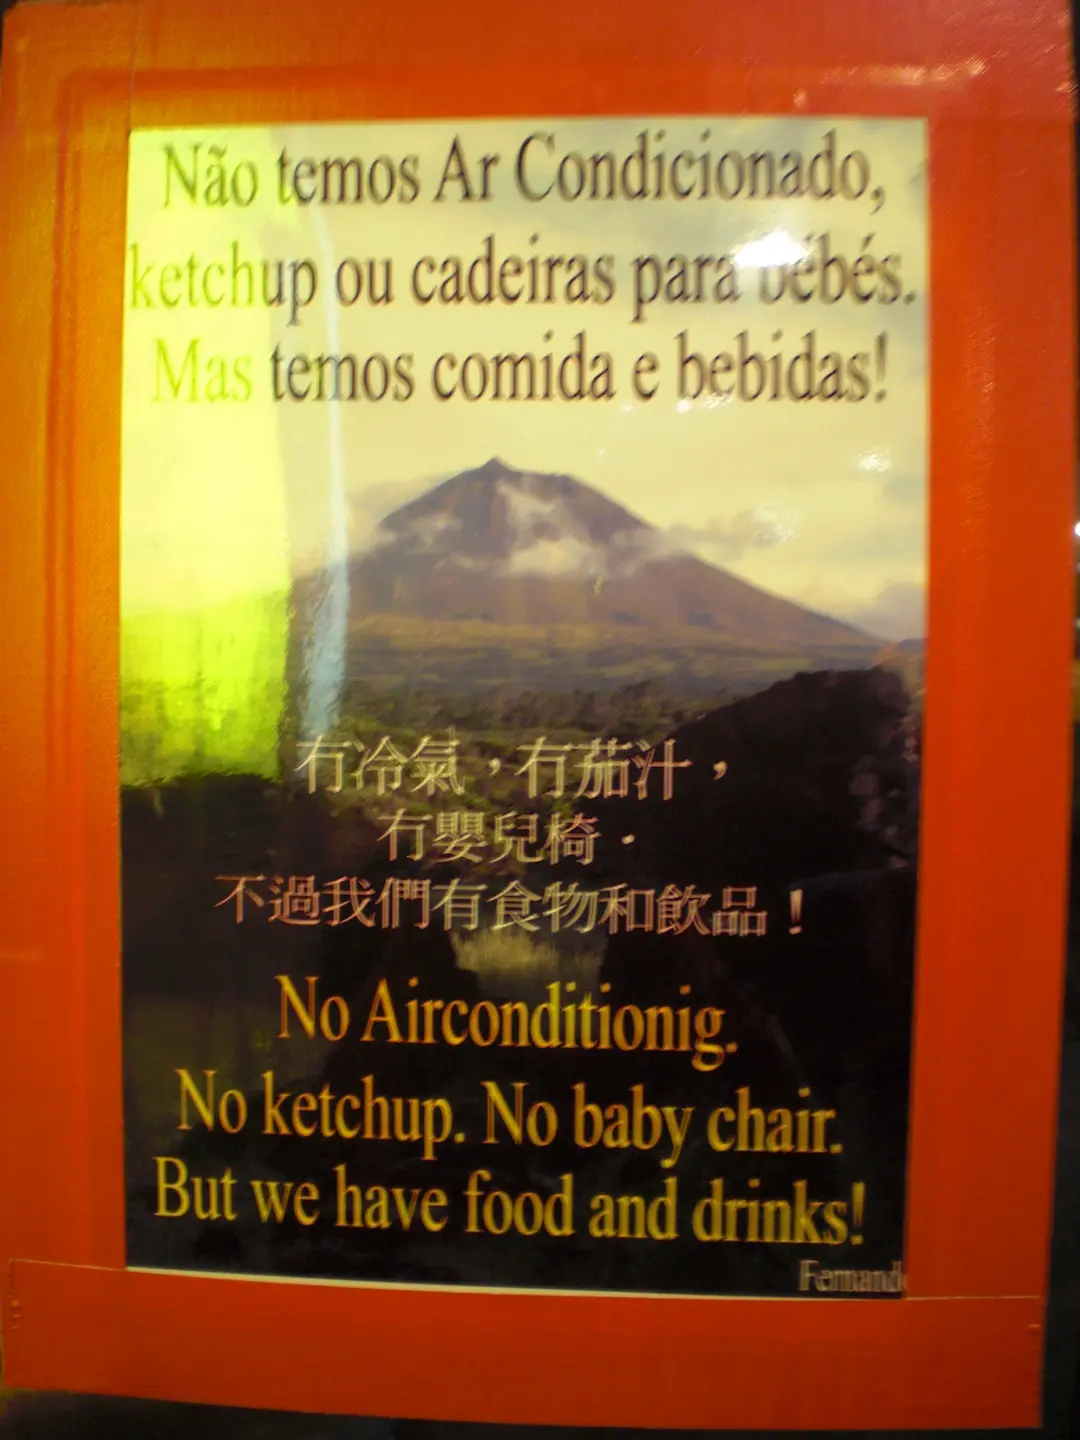 Não temos Ar Condicionado,
ketchup ou cadeiras para bébés.
Mas temos comida e bebidas!
冇冷氣，冇茄汁，
冇嬰兒椅．
不過我們有食物和飲品！
No Airconditionig.
No ketchup. No baby chair.
But we have food and drinks!
Fernando